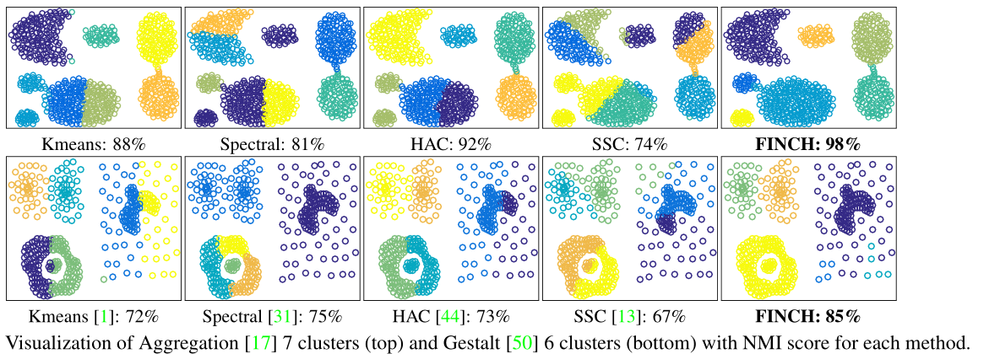 Kmeans: 88% Spectral: 81% HAC: 92% SSC: 74% FINCH: 98%
Kmeans [1]: 72% Spectral [31]: 75% HAC [44]: 73% SSC [13]: 67% FINCH: 85%
Visualization of Aggregation [17] 7 clusters (top) and Gestalt [50] 6 clusters (bottom) with NMI score for each method.